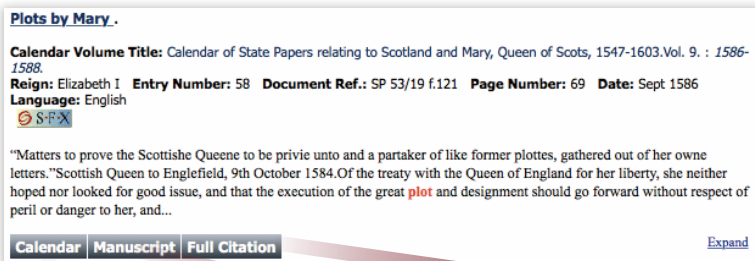 Plots by Mary .
Calendar Volume Title: Calendar of State Papers relating to Scotland and Mary, Queen of Scots, 1547-1603.Vol. 9. : 1586-
1588.
Reign: Elizabeth I Entry Number: 58 Document Ref.: SP 53/19 f.121 Page Number: 69 Date: Sept 1586
Language: English
S·F·X
“Matters to prove the Scottishe Queene to be privie unto and a partaker of like former plottes, gathered out of her owne
letters.”Scottish Queen to Englefield, 9th October 1584.Of the treaty with the Queen of England for her liberty, she neither
hoped nor looked for good issue, and that the execution of the great plot and designment should go forward without respect of
peril or danger to her, and...
Calendar Manuscript Full Citation Expand